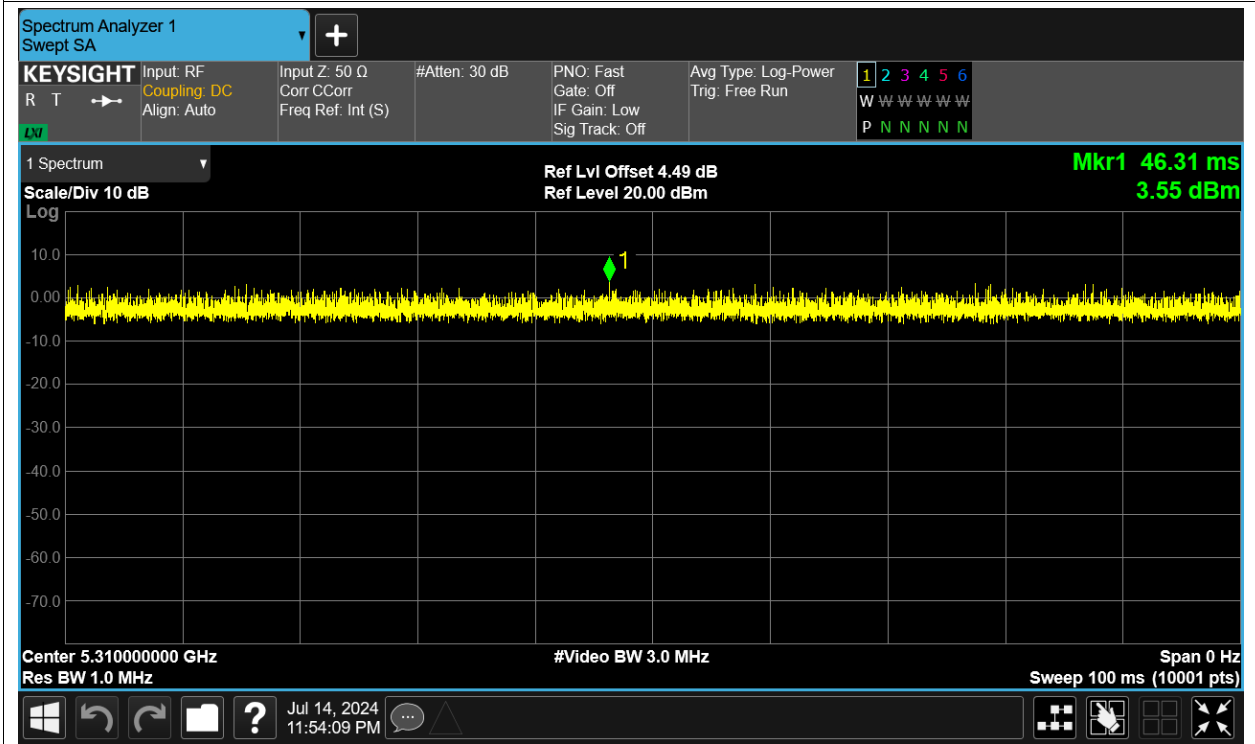 Spectrum Analyzer 1
Swept SA
KEYSIGHT
R T
LXI
Input: RF
Coupling: DC
Align: Auto
Input Z: 50 Ω
Corr CCorr
Freq Ref: Int (S)
#Atten: 30 dB
PNO: Fast
Gate: Off
IF Gain: Low
Sig Track: Off
Avg Type: Log-Power
Trig: Free Run
1 2 3 4 5 6
W W W W W W
P N N N N N
1 Spectrum
Scale/Div 10 dB
Log
Ref Lvl Offset 4.49 dB
Ref Level 20.00 dBm
Mkr1 46.31 ms
3.55 dBm
1
10.0
0.00
-10.0
-20.0
-30.0
-40.0
-50.0
-60.0
-70.0
Center 5.310000000 GHz
#Video BW 3.0 MHz
Span 0 Hz
Res BW 1.0 MHz
Sweep 100 ms (10001 pts)
?
Jul 14, 2024
11:54:09 PM